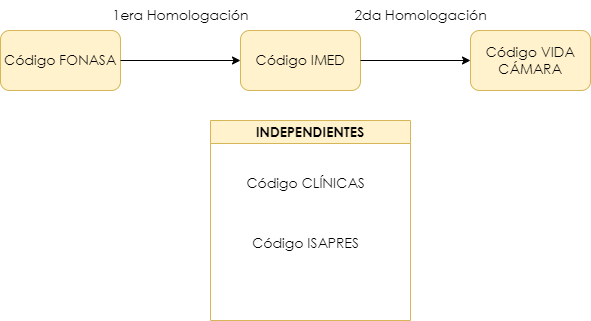 1era Homologación
2da Homologación
Código FONASA
Código IMED
Código VIDA
CÁMARA
INDEPENDIENTES
Código CLÍNICAS
Código ISAPRES